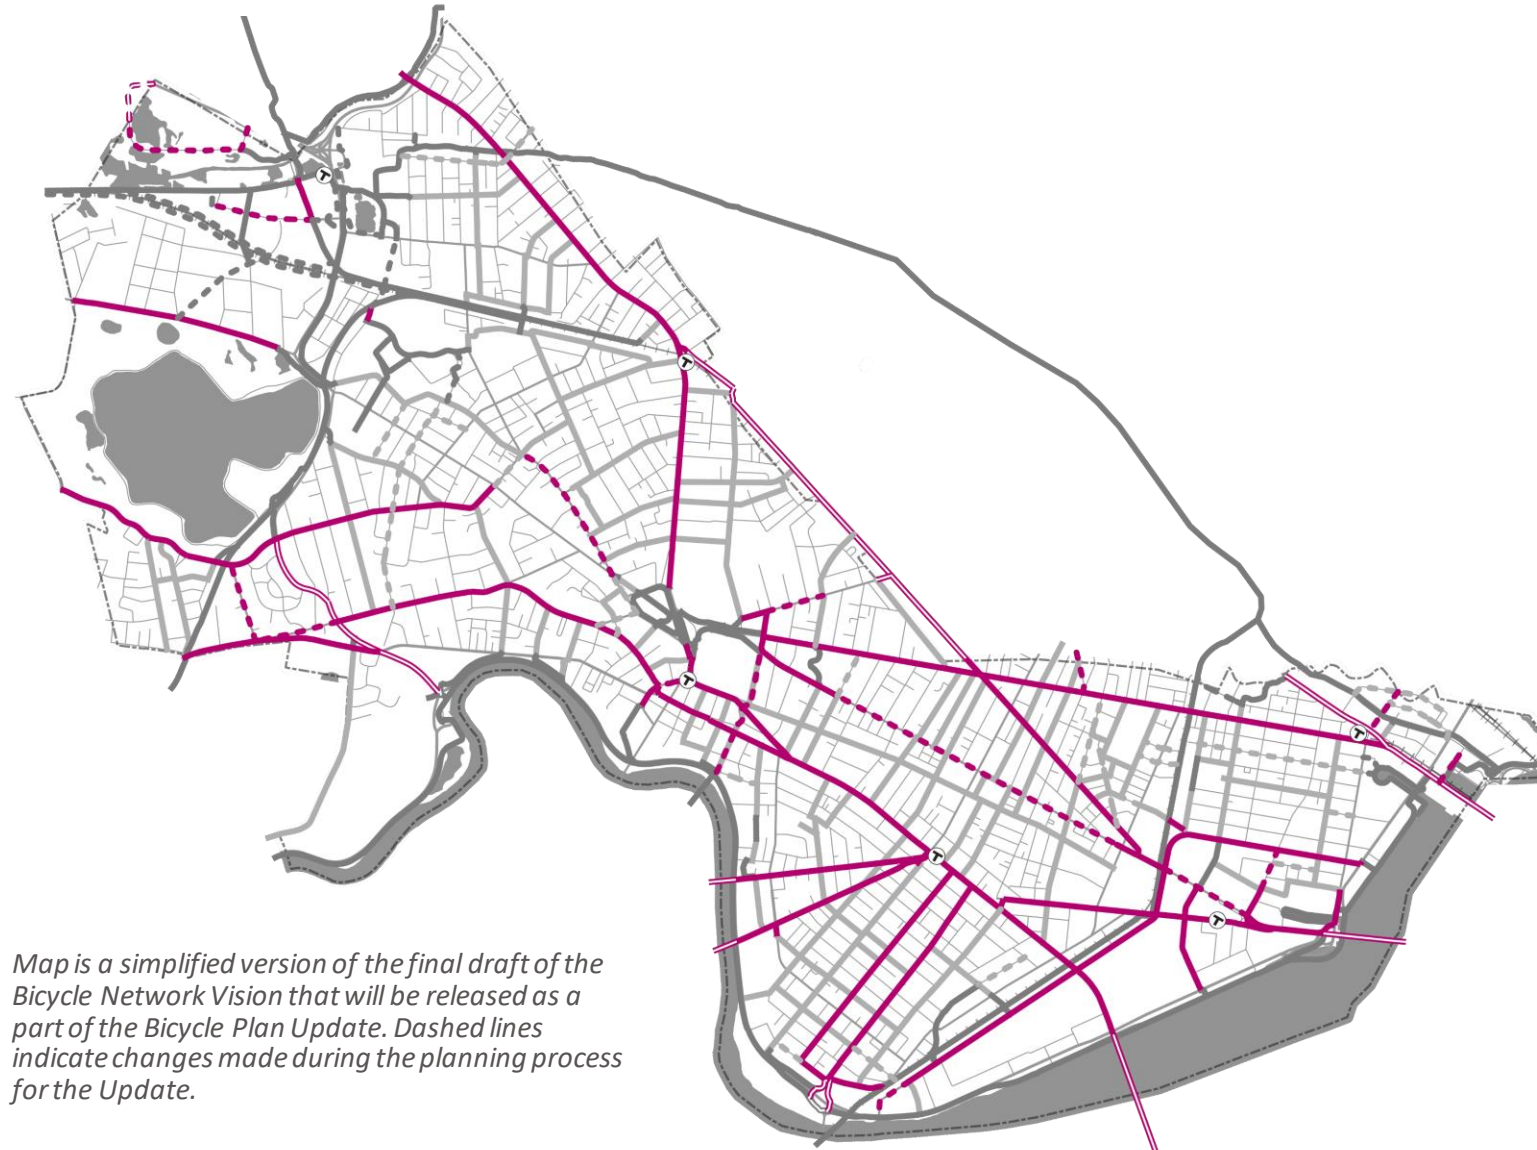 T
T
T
T
T
T
Map is a simplified version of the final draft of the
Bicycle Network Vision that will be released as a
part of the Bicycle Plan Update. Dashed lines
indicate changes made during the planning process
for the Update.